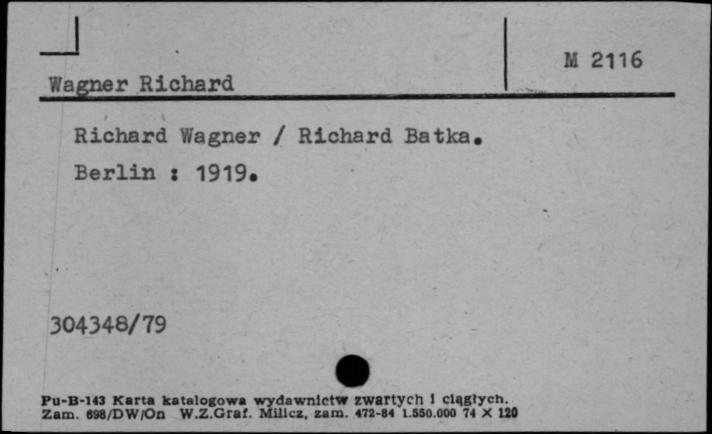 M 2116
Wagner Richard
Richard Wagner / Richard Batka.
Berlin : 1919.
304348/79
Pu-B-143 Karta katalogowa wydawnictw zwartych i ciągłych.
Zam. 698/DW/On W.Z.Graf. Milicz, zam. 472-84 1.550.000 74 X 120